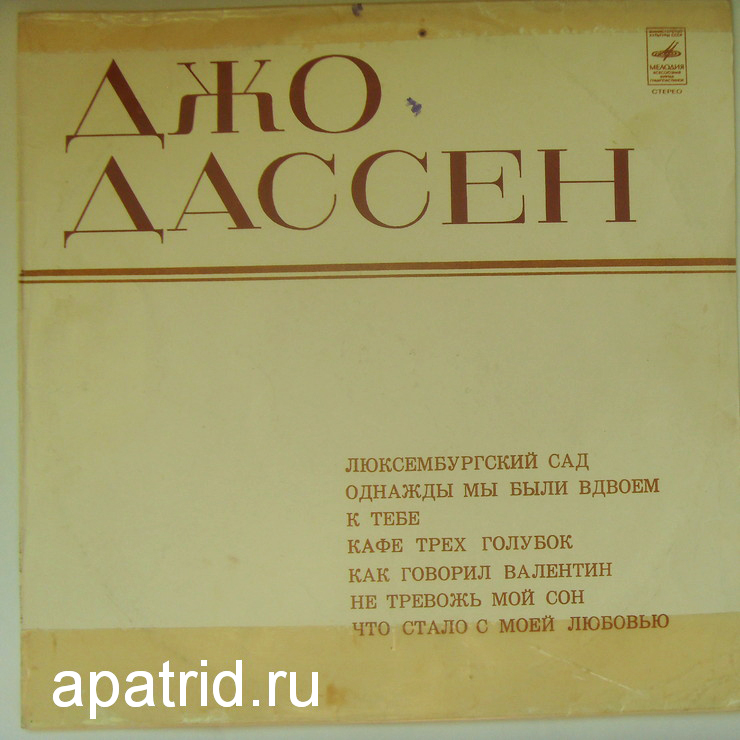 ДЖО
ДАССЕН
МЕЛОДИЯ
СТЕРЕО
ЛЮКСЕМБУРГСКИЙ САД
ОДНАЖДЫ МЫ БЫЛИ ВДВОЕМ
К ТЕБЕ
КАФЕ ТРЕХ ГОЛУБОК
КАК ГОВОРИЛ ВАЛЕНТИН
НЕ ТРЕВОЖЬ МОЙ СОН
ЧТО СТАЛО С МОЕЙ ЛЮБОВЬЮ
apatrid.ru